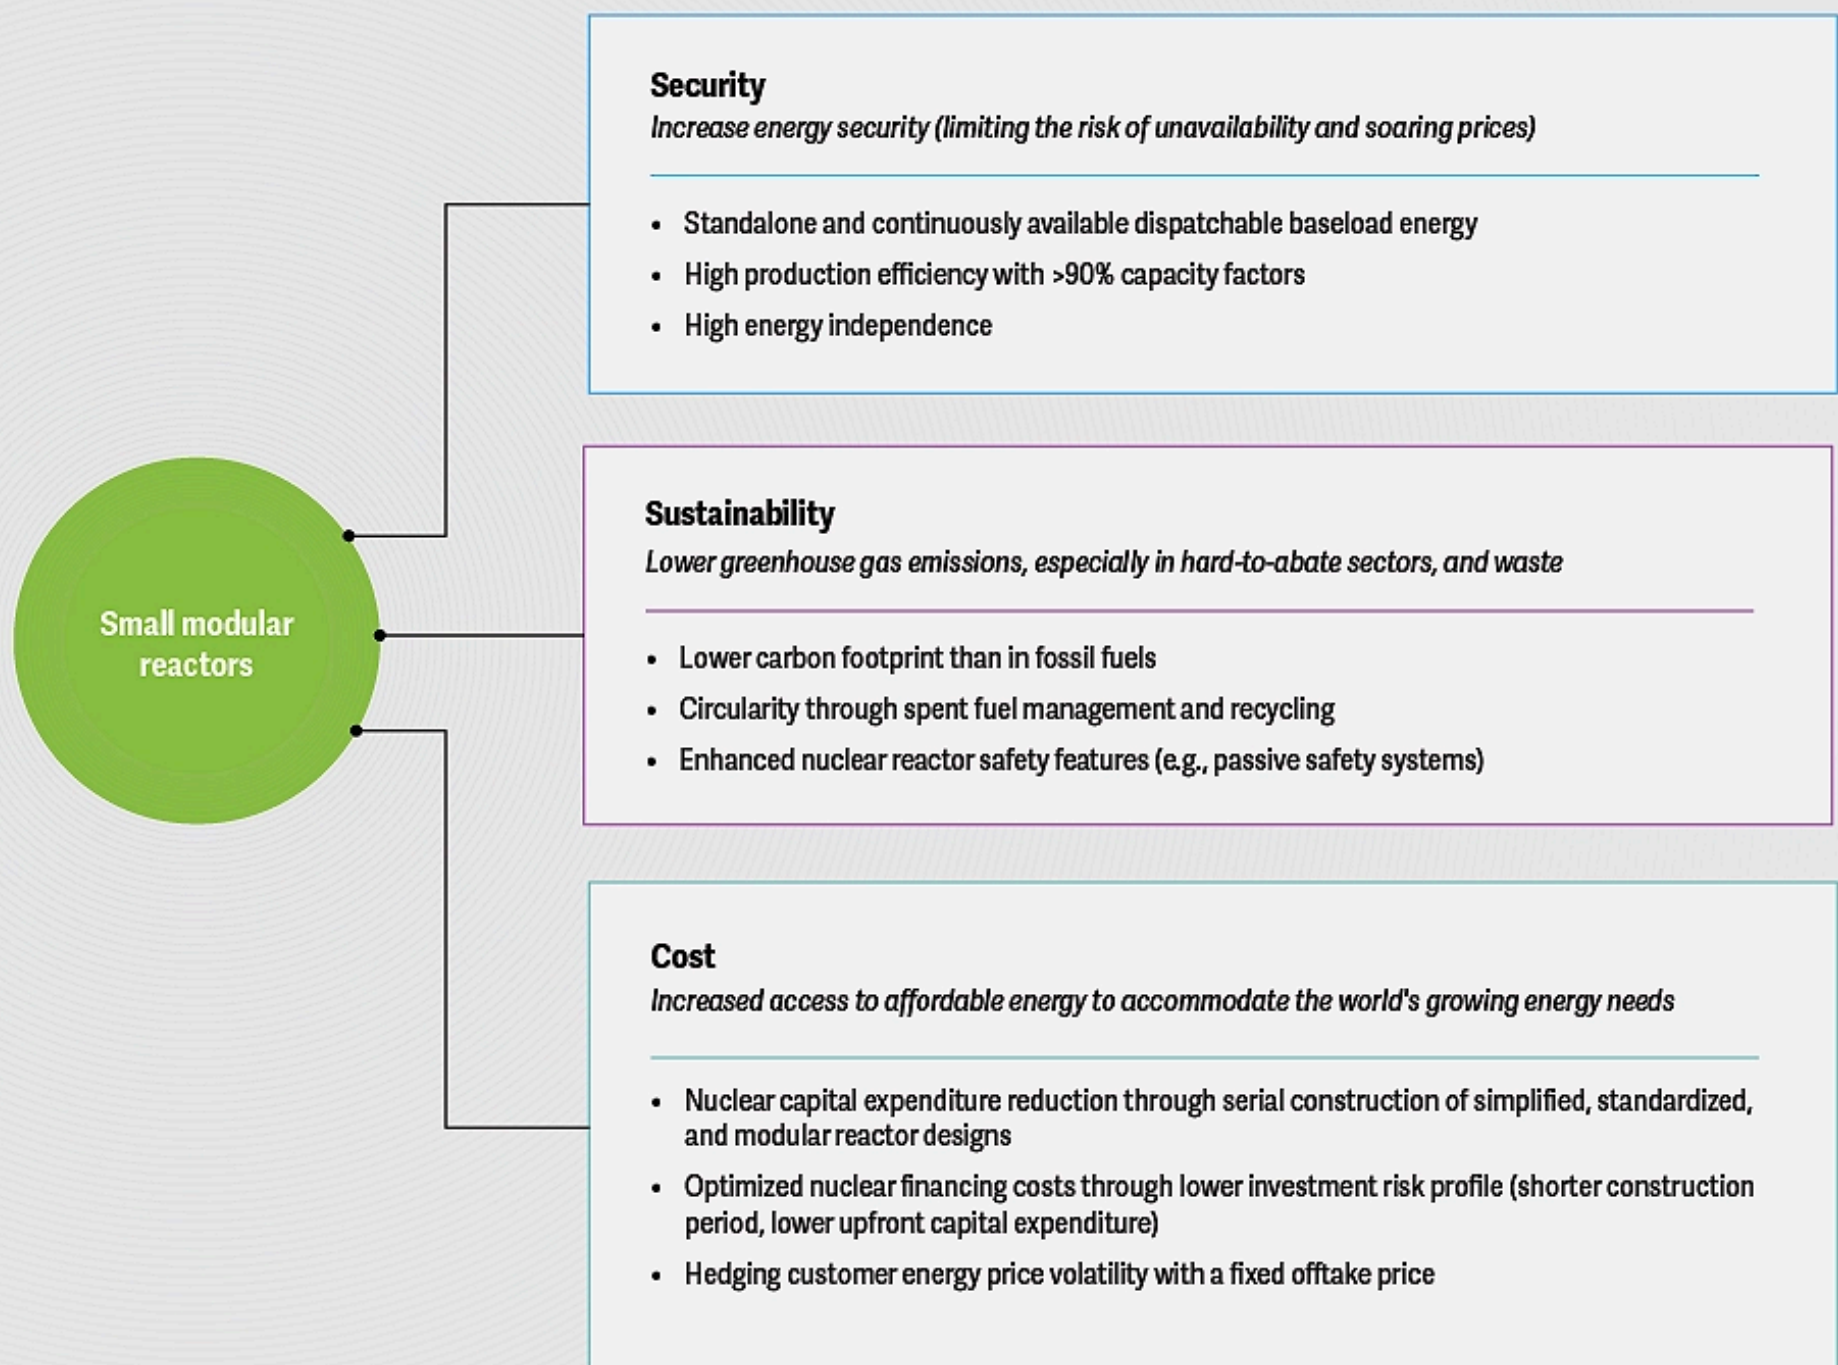 Small modular
reactors
Security
Increase energy security (limiting the risk of unavailability and soaring prices)
• Standalone and continuously available dispatchable baseload energy
• High production efficiency with >90% capacity factors
• High energy independence
Sustainability
Lower greenhouse gas emissions, especially in hard-to-abate sectors, and waste
• Lower carbon footprint than in fossil fuels
• Circularity through spent fuel management and recycling
• Enhanced nuclear reactor safety features (e.g., passive safety systems)
Cost
Increased access to affordable energy to accommodate the world's growing energy needs
• Nuclear capital expenditure reduction through serial construction of simplified, standardized,
and modular reactor designs
• Optimized nuclear financing costs through lower investment risk profile (shorter construction
period, lower upfront capital expenditure)
• Hedging customer energy price volatility with a fixed offtake price